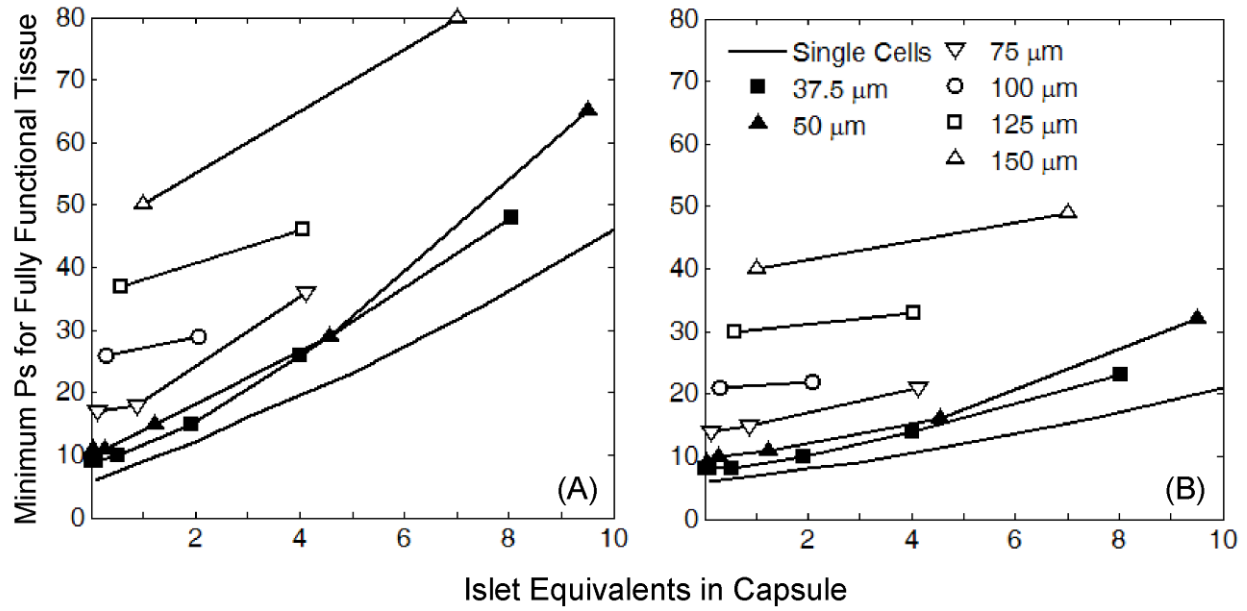 Minimum Ps for Fully Functional Tissue
80
70
60
50
40
30
20
10
0
2
4
6
8
10
(A)
80
70
60
50
40
30
20
10
0
0
2
4
6
8
10
(B)
Single Cells
37.5 μm
50 μm
75 μm
100 μm
125 μm
150 μm
Islet Equivalents in Capsule